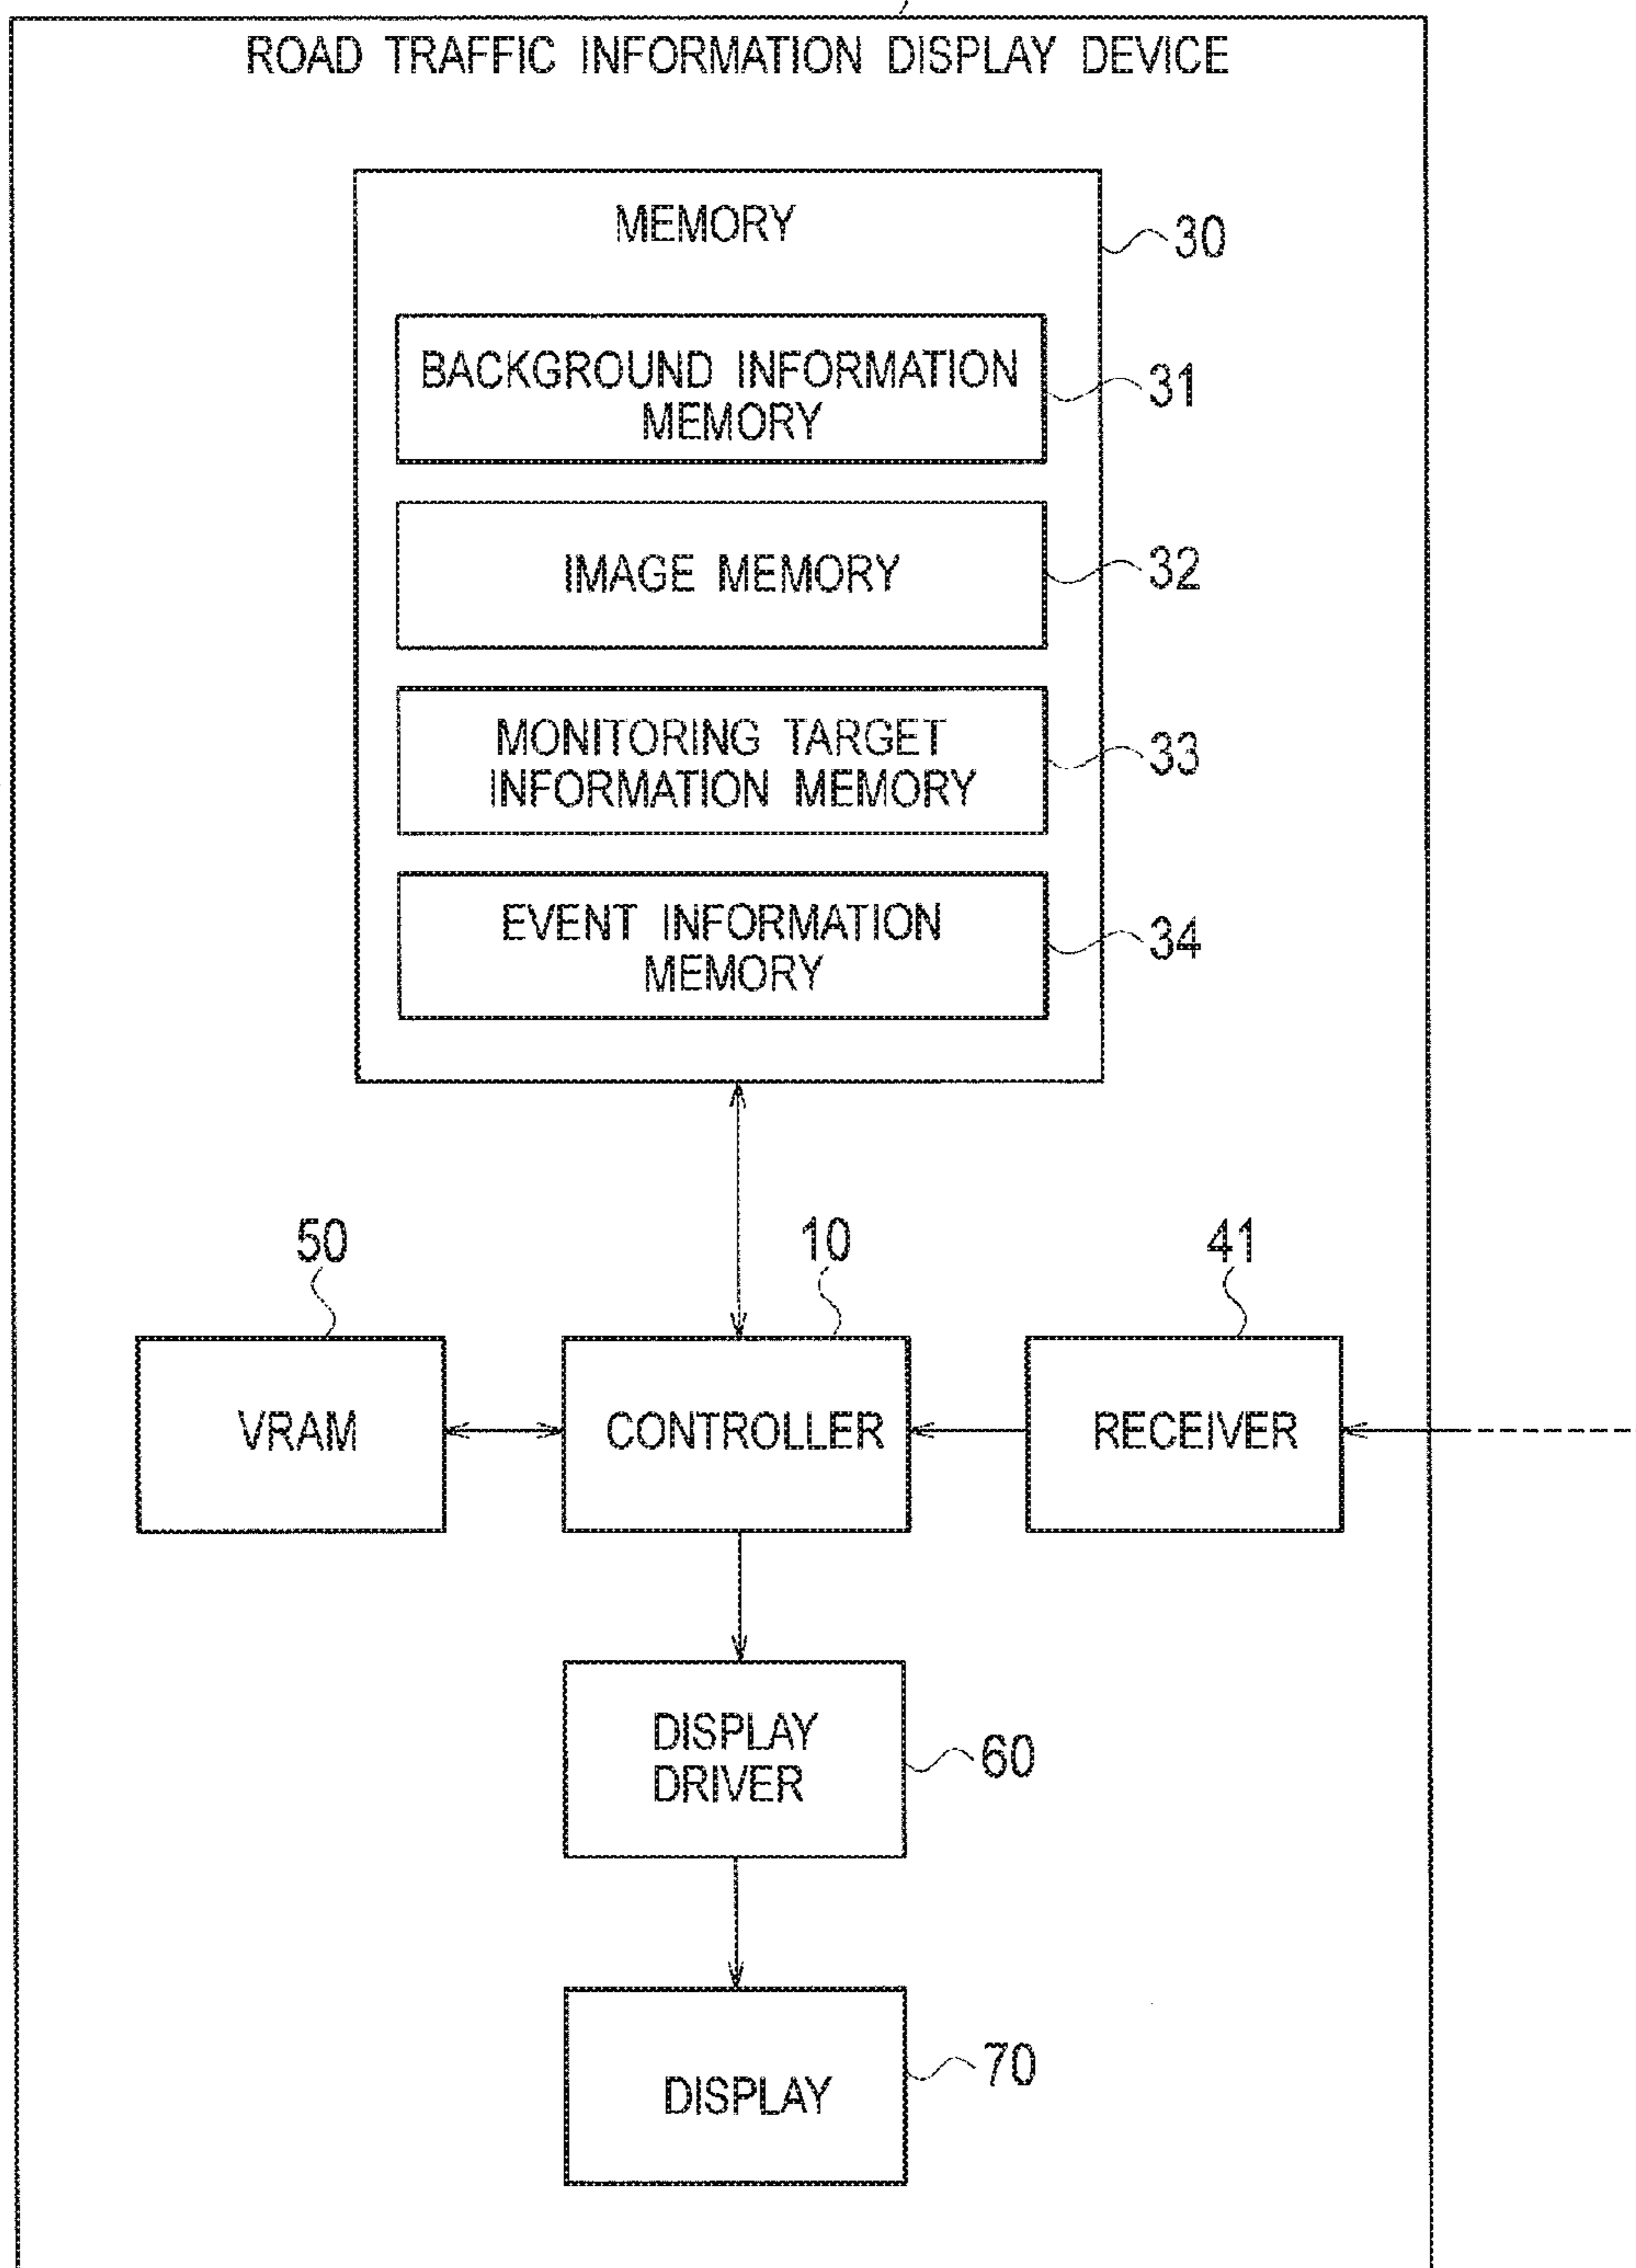 ROAD TRAFFIC INFORMATION DISPLAY DEVICE
MEMORY
30
BACKGROUND INFORMATION
MEMORY
31
IMAGE MEMORY
32
MONITORING TARGET
INFORMATION MEMORY
33
EVENT INFORMATION
MEMORY
34
50
10
41
VRAM
CONTROLLER
RECEIVER
DISPLAY
DRIVER
60
DISPLAY
70